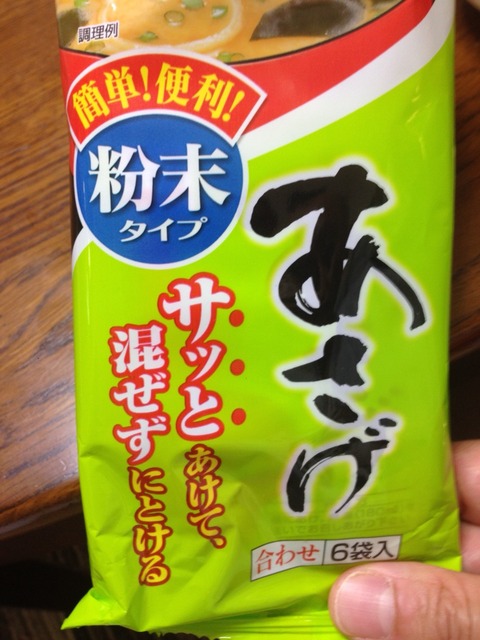 調理例
簡単!便利!
粉末
タイプ
あさげ
サッと
あけて、
混ぜず
にとける
合わせ 6袋入